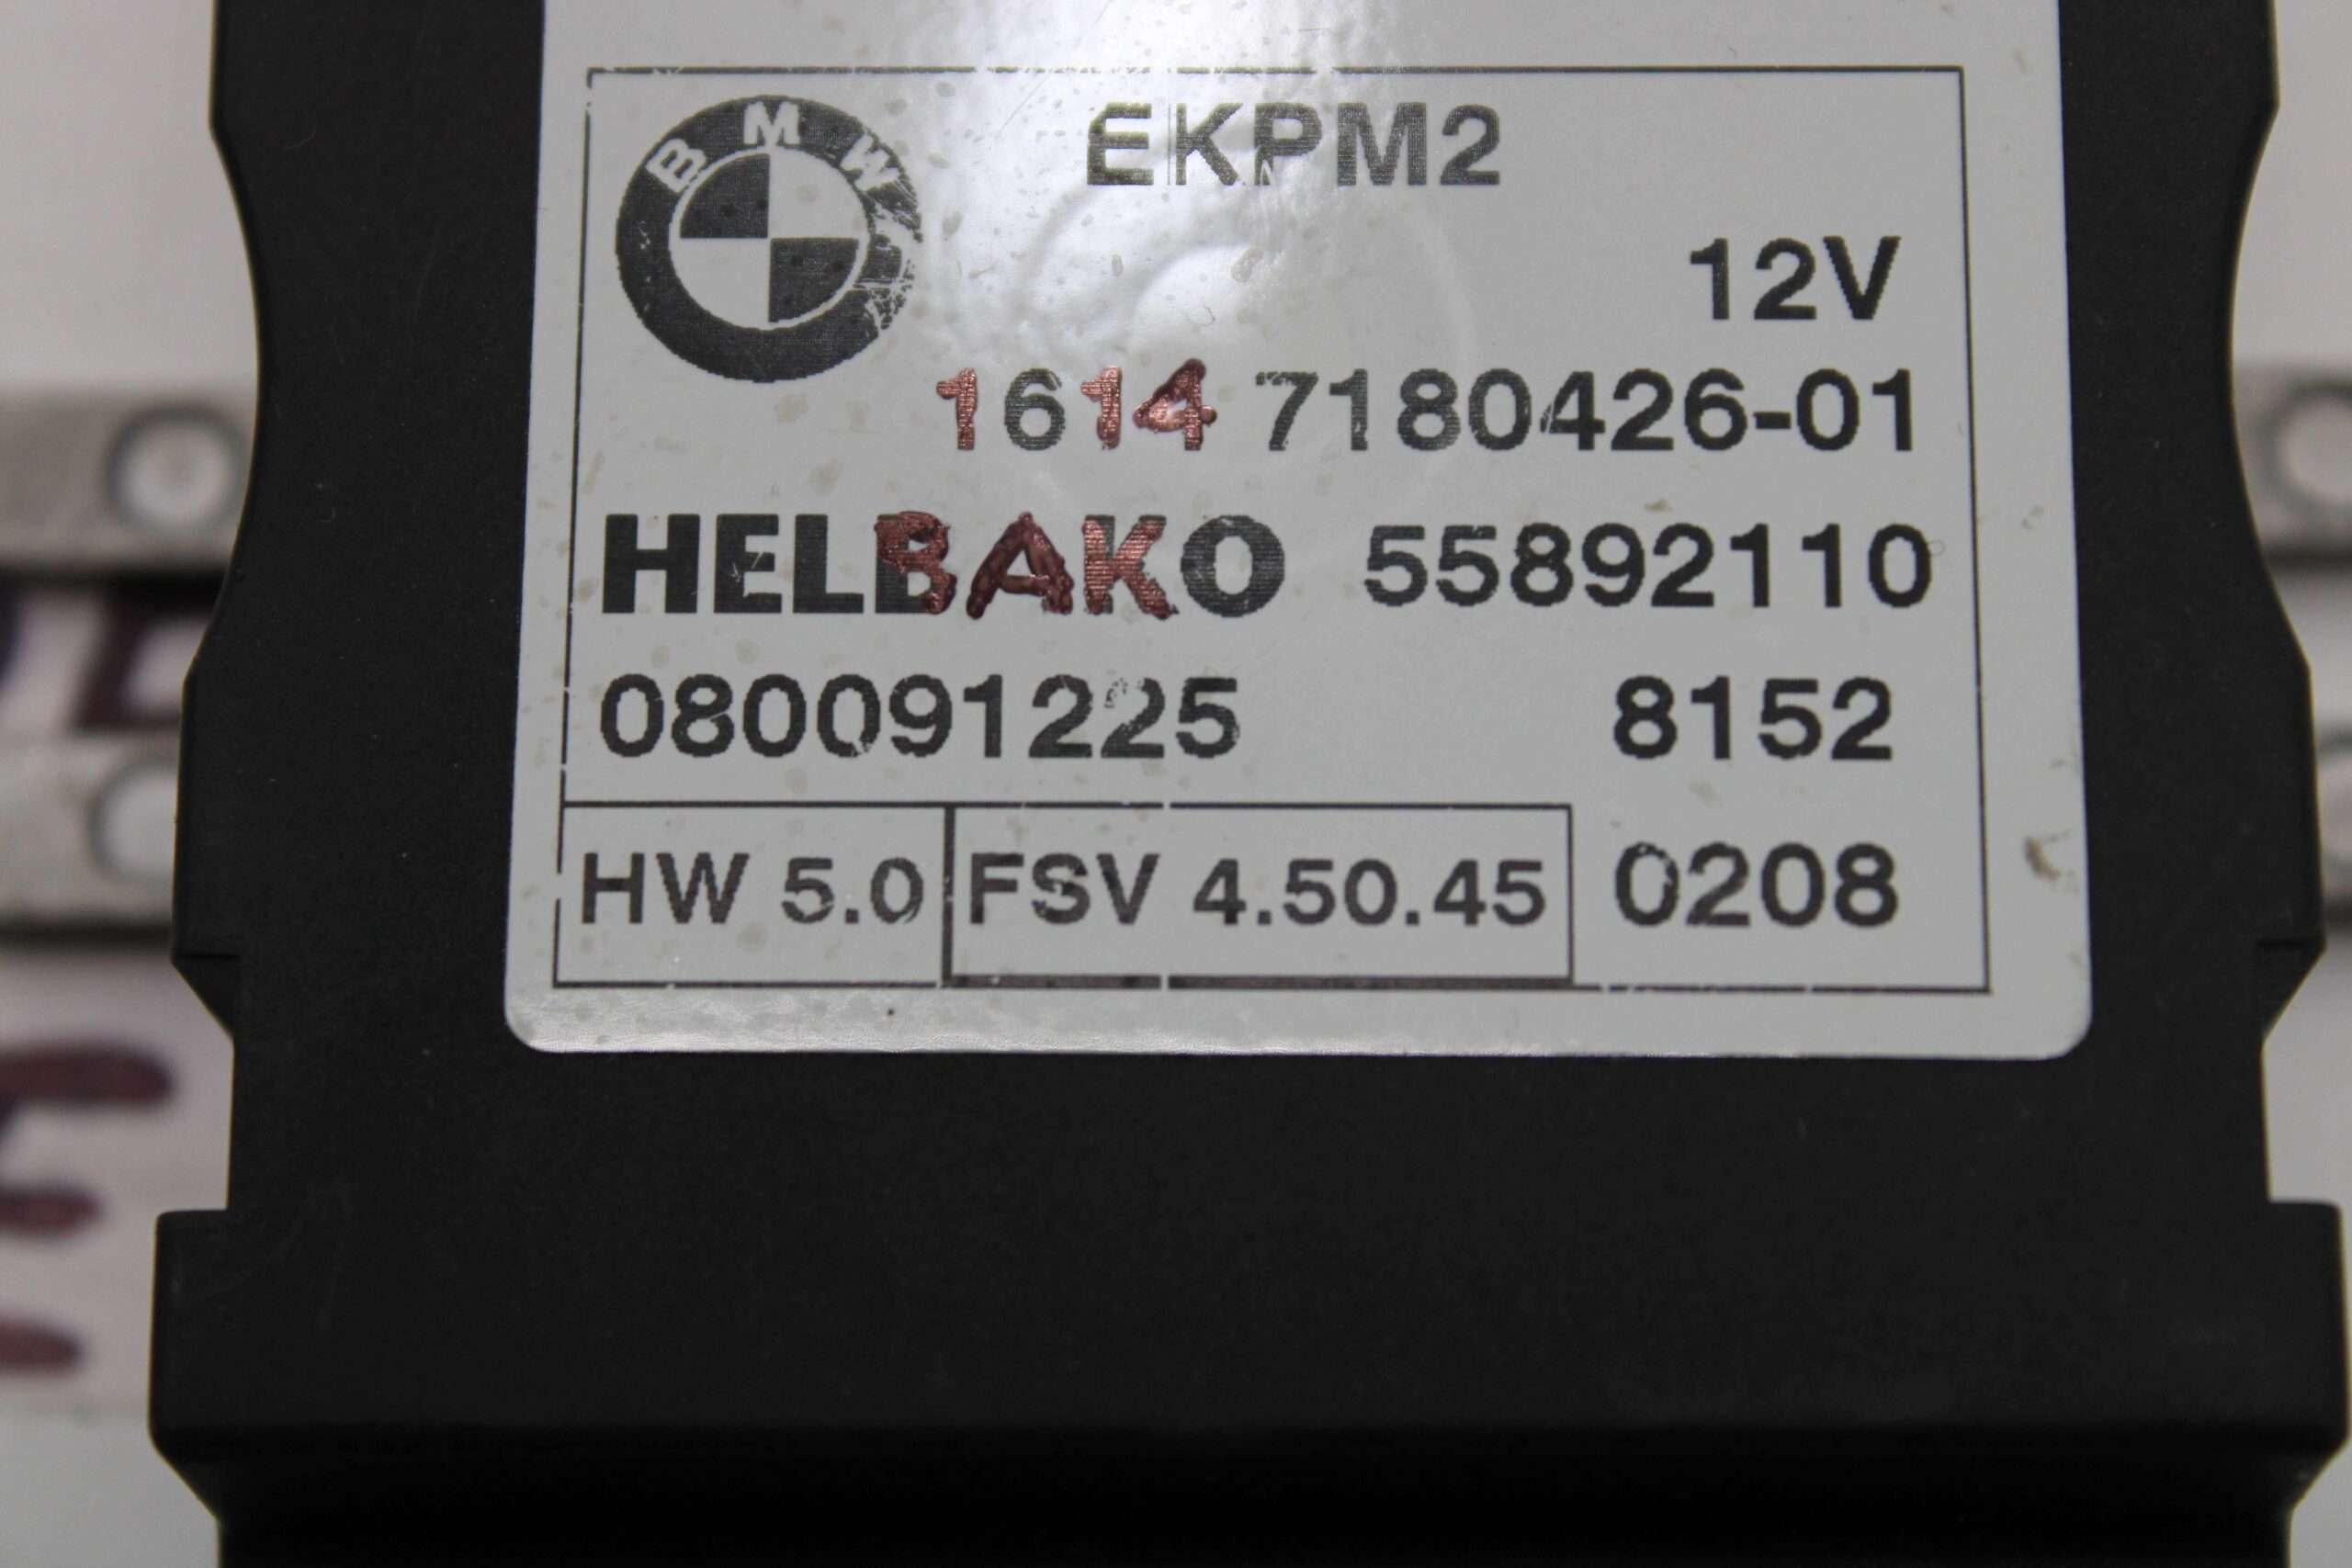 BMW
EKPM2
12V
1614 7180426-01
HELBAKO 55892110
080091225 8152
HW 5.0 FSV 4.50.45 0208